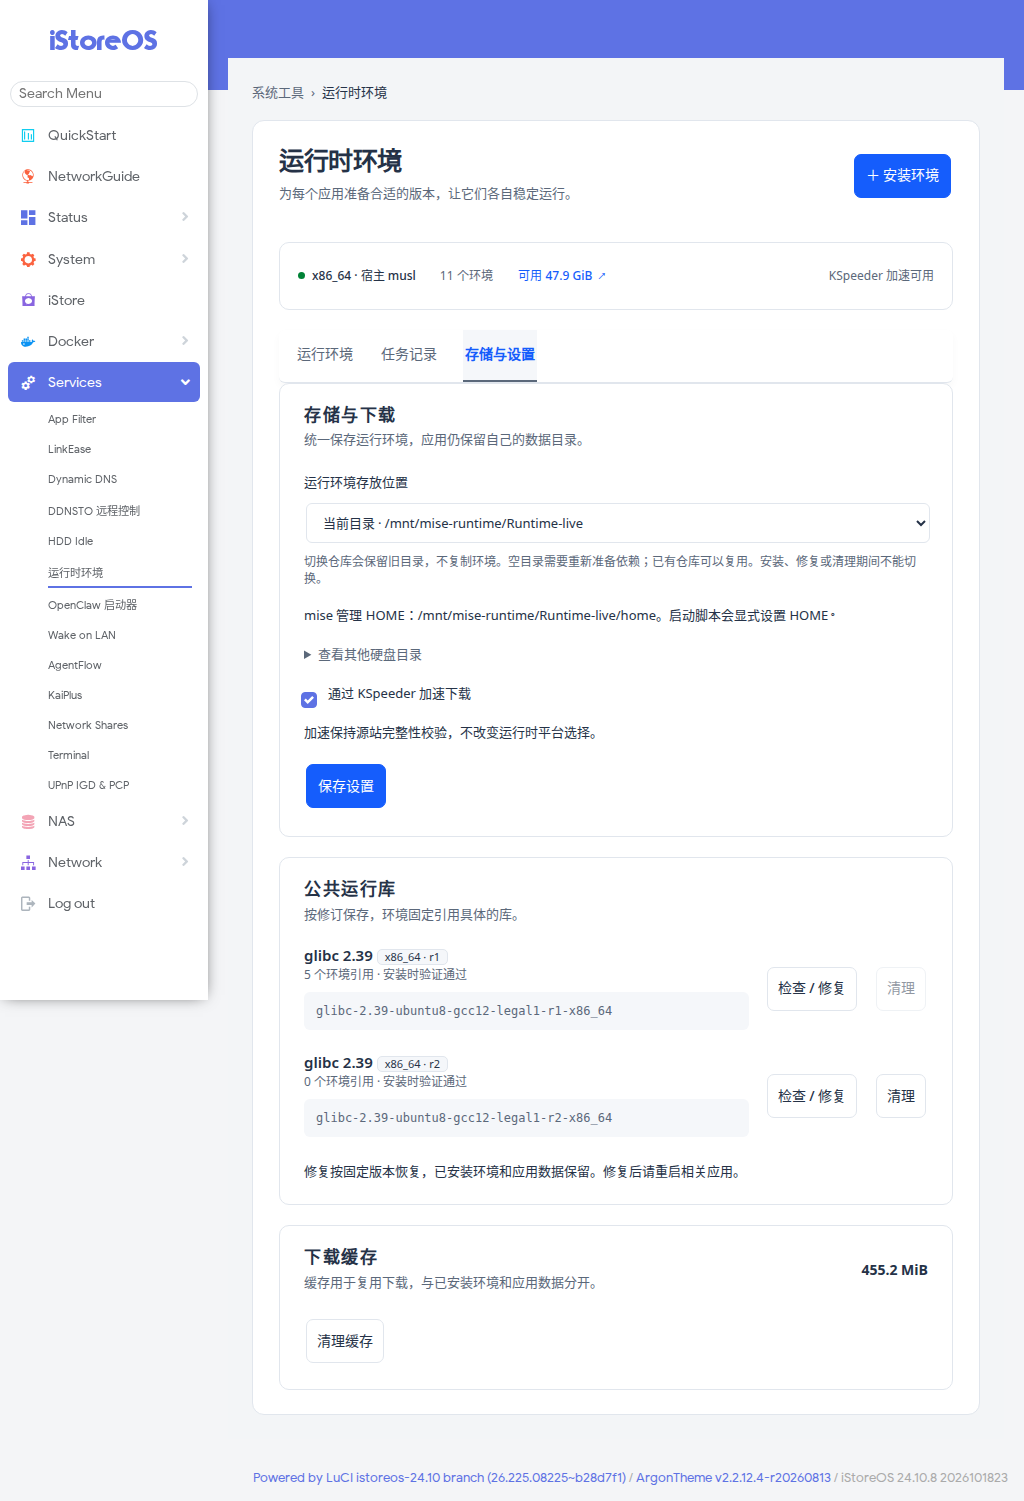 iStoreOS
Search Menu
QuickStart
NetworkGuide
Status
System
iStore
Docker
Services
App Filter
LinkEase
Dynamic DNS
DDNSTO 远程控制
HDD Idle
运行时环境
OpenClaw 启动器
Wake on LAN
AgentFlow
KaiPlus
Network Shares
Terminal
UPnP IGD & PCP
NAS
Network
Log out
系统工具 › 运行时环境
运行时环境
为每个应用准备合适的版本，让它们各自稳定运行。
＋ 安装环境
x86_64 · 宿主 musl 11 个环境 可用 47.9 GiB ↗ KSpeeder 加速可用
运行环境 任务记录 存储与设置
存储与下载
统一保存运行环境，应用仍保留自己的数据目录。
运行环境存放位置
当前目录 · /mnt/mise-runtime/Runtime-live
切换仓库会保留旧目录，不复制环境。空目录需要重新准备依赖；已有仓库可以复用。安装、修复或清理期间不能切
换。
mise 管理 HOME：/mnt/mise-runtime/Runtime-live/home。启动脚本会显式设置 HOME。
▶ 查看其他硬盘目录
通过 KSpeeder 加速下载
加速保持源站完整性校验，不改变运行时平台选择。
保存设置
公共运行库
按修订保存，环境固定引用具体的库。
glibc 2.39 x86_64 · r1
5 个环境引用 · 安装时验证通过
glibc-2.39-ubuntu8-gcc12-legal1-r1-x86_64
检查 / 修复 清理
glibc 2.39 x86_64 · r2
0 个环境引用 · 安装时验证通过
glibc-2.39-ubuntu8-gcc12-legal1-r2-x86_64
检查 / 修复 清理
修复按固定版本恢复，已安装环境和应用数据保留。修复后请重启相关应用。
下载缓存
缓存用于复用下载，与已安装环境和应用数据分开。
455.2 MiB
清理缓存
Powered by LuCI istoreos-24.10 branch (26.225.08225~b28d7f1) / ArgonTheme v2.2.12.4-r20260813 / iStoreOS 24.10.8 2026101823